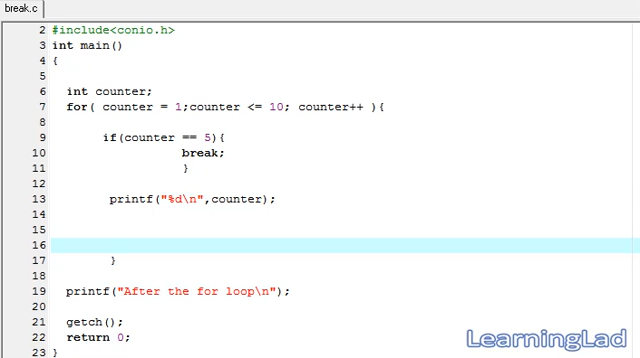 break.c
2 #include<conio.h>
3 int main()
4 {
5
6 int counter;
7 for( counter = 1;counter <= 10; counter++ ){
8
9 if(counter == 5){
10 break;
11 }
12
13 printf("%d\n",counter);
14
15
16
17 }
18
19 printf("After the for loop\n");
20
21 getch();
22 return 0;
23 }
LearningLad